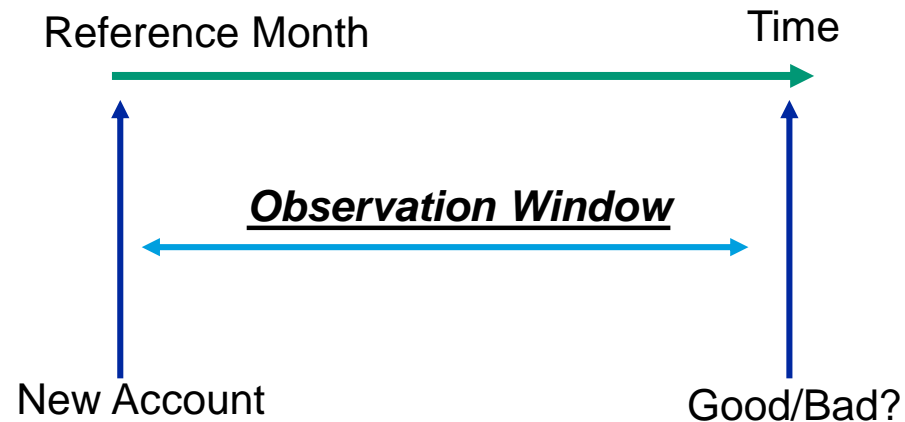 Reference Month
Time
Observation Window
New Account
Good/Bad?